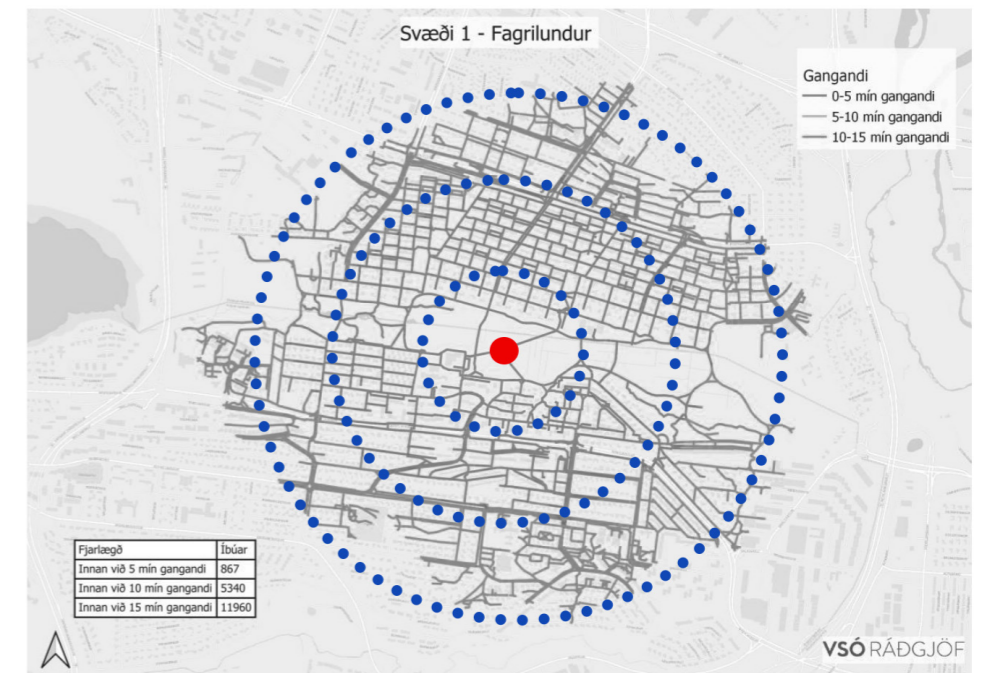 Svæði 1 - Fagrilundur
Gangandi
0-5 mín gangandi
5-10 mín gangandi
10-15 mín gangandi
Fjarlægð Íbúar
Innan við 5 mín gangandi 867
Innan við 10 mín gangandi 5340
Innan við 15 mín gangandi 11960
VSÓ RÁÐGJÖF